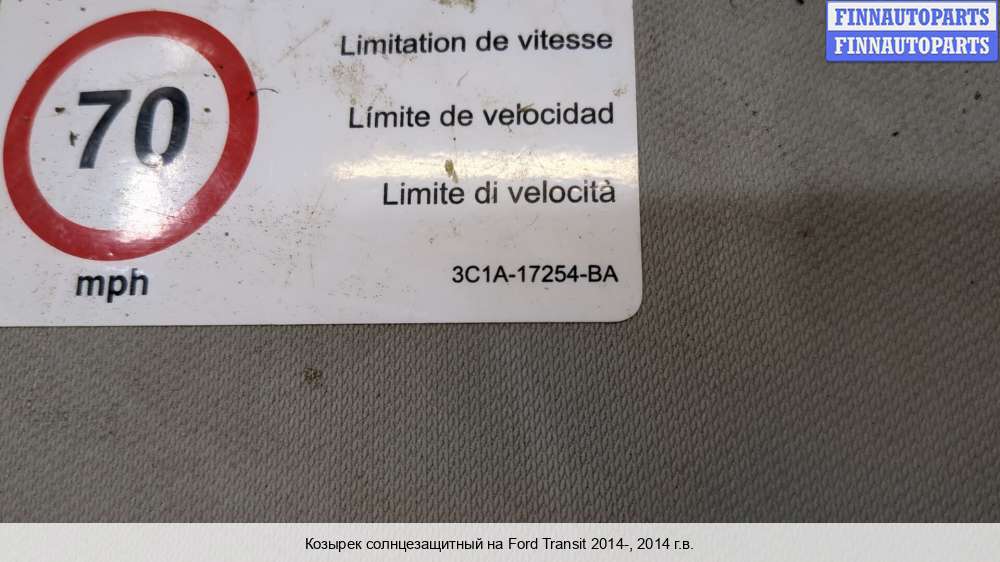 FINNAUTOPARTS
FINNAUTOPARTS
Limitation de vitesse
70
Límite de velocidad
Limite di velocità
mph
3C1A-17254-BA
Козырек солнцезащитный на Ford Transit 2014-, 2014 г.в.